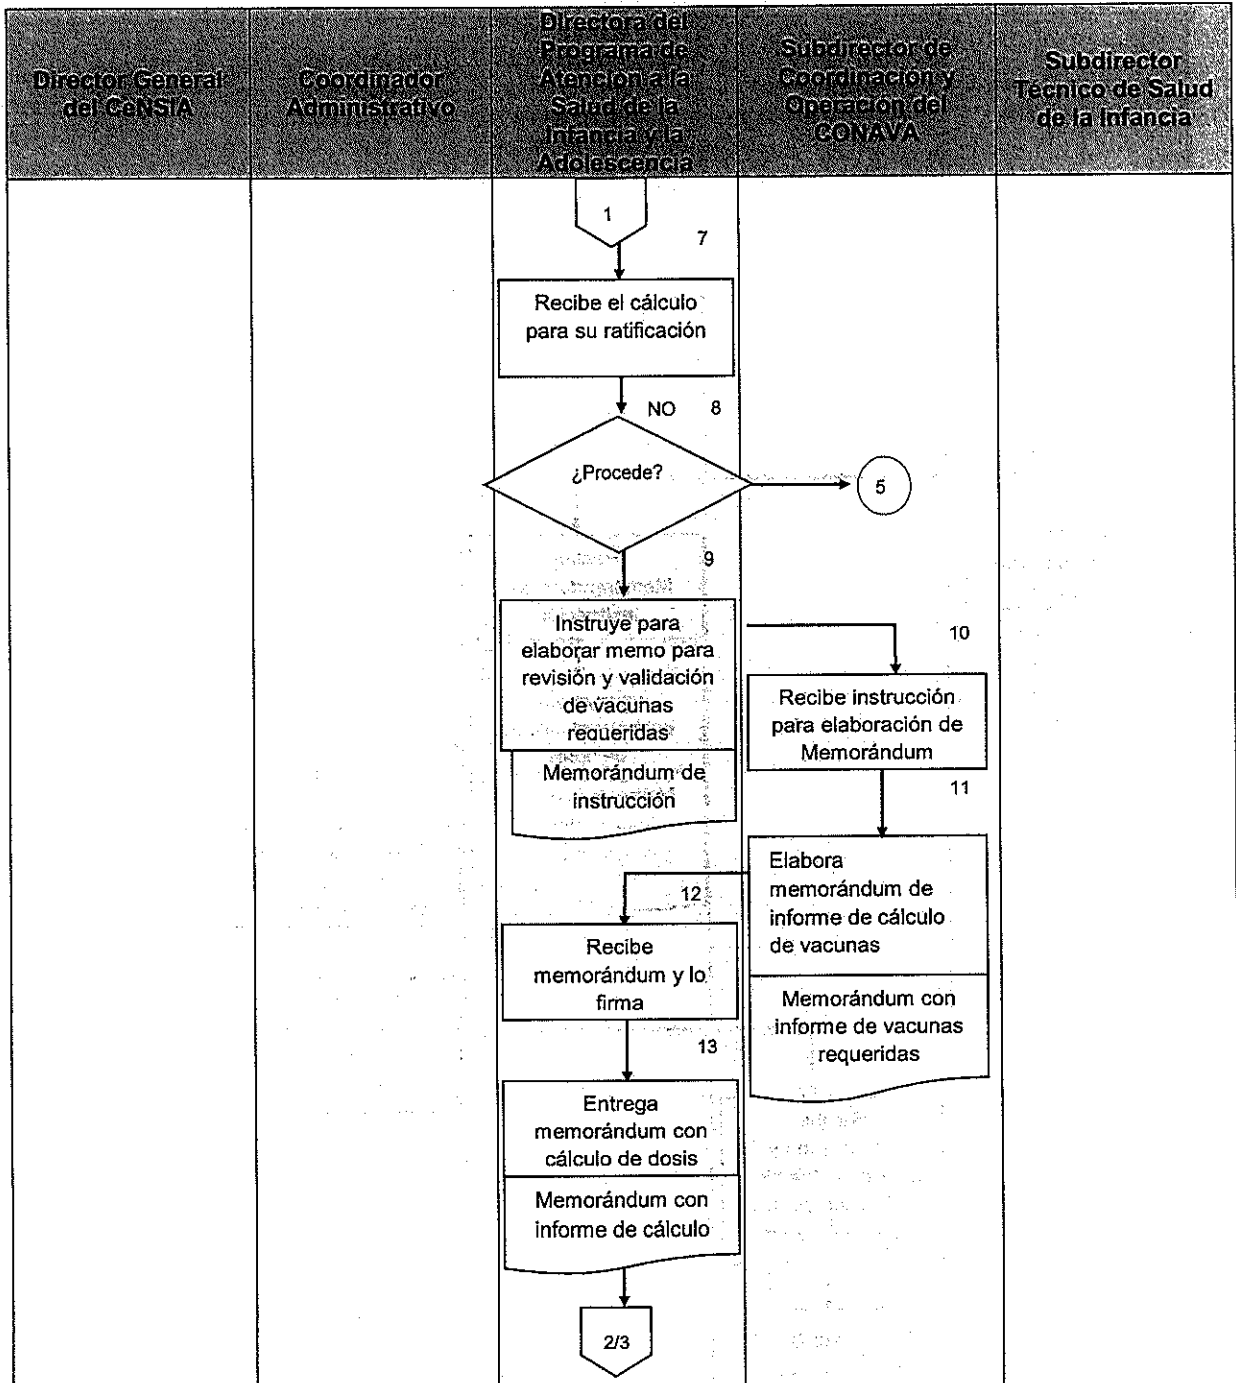 Director General
del CeNSIA
Coordinador
Administrativo
Directora del
Programa de
Atención a la
Salud de la
Infancia y la
Adolescencia
Subdirector de
Coordinación y
Operación del
CONAVA
Subdirector
Técnico de Salud
de la Infancia
1
7
Recibe el cálculo
para su ratificación
NO 8
¿Procede?
5
9
Instruye para
elaborar memo para
revisión y validación
de vacunas
requeridas
Memorándum de
instrucción
10
Recibe instrucción
para elaboración de
Memorándum
11
Elabora
memorándum de
informe de cálculo
de vacunas
Memorándum con
informe de vacunas
requeridas
12
Recibe
memorándum y lo
firma
13
Entrega
memorándum con
cálculo de dosis
Memorándum con
informe de cálculo
2/3